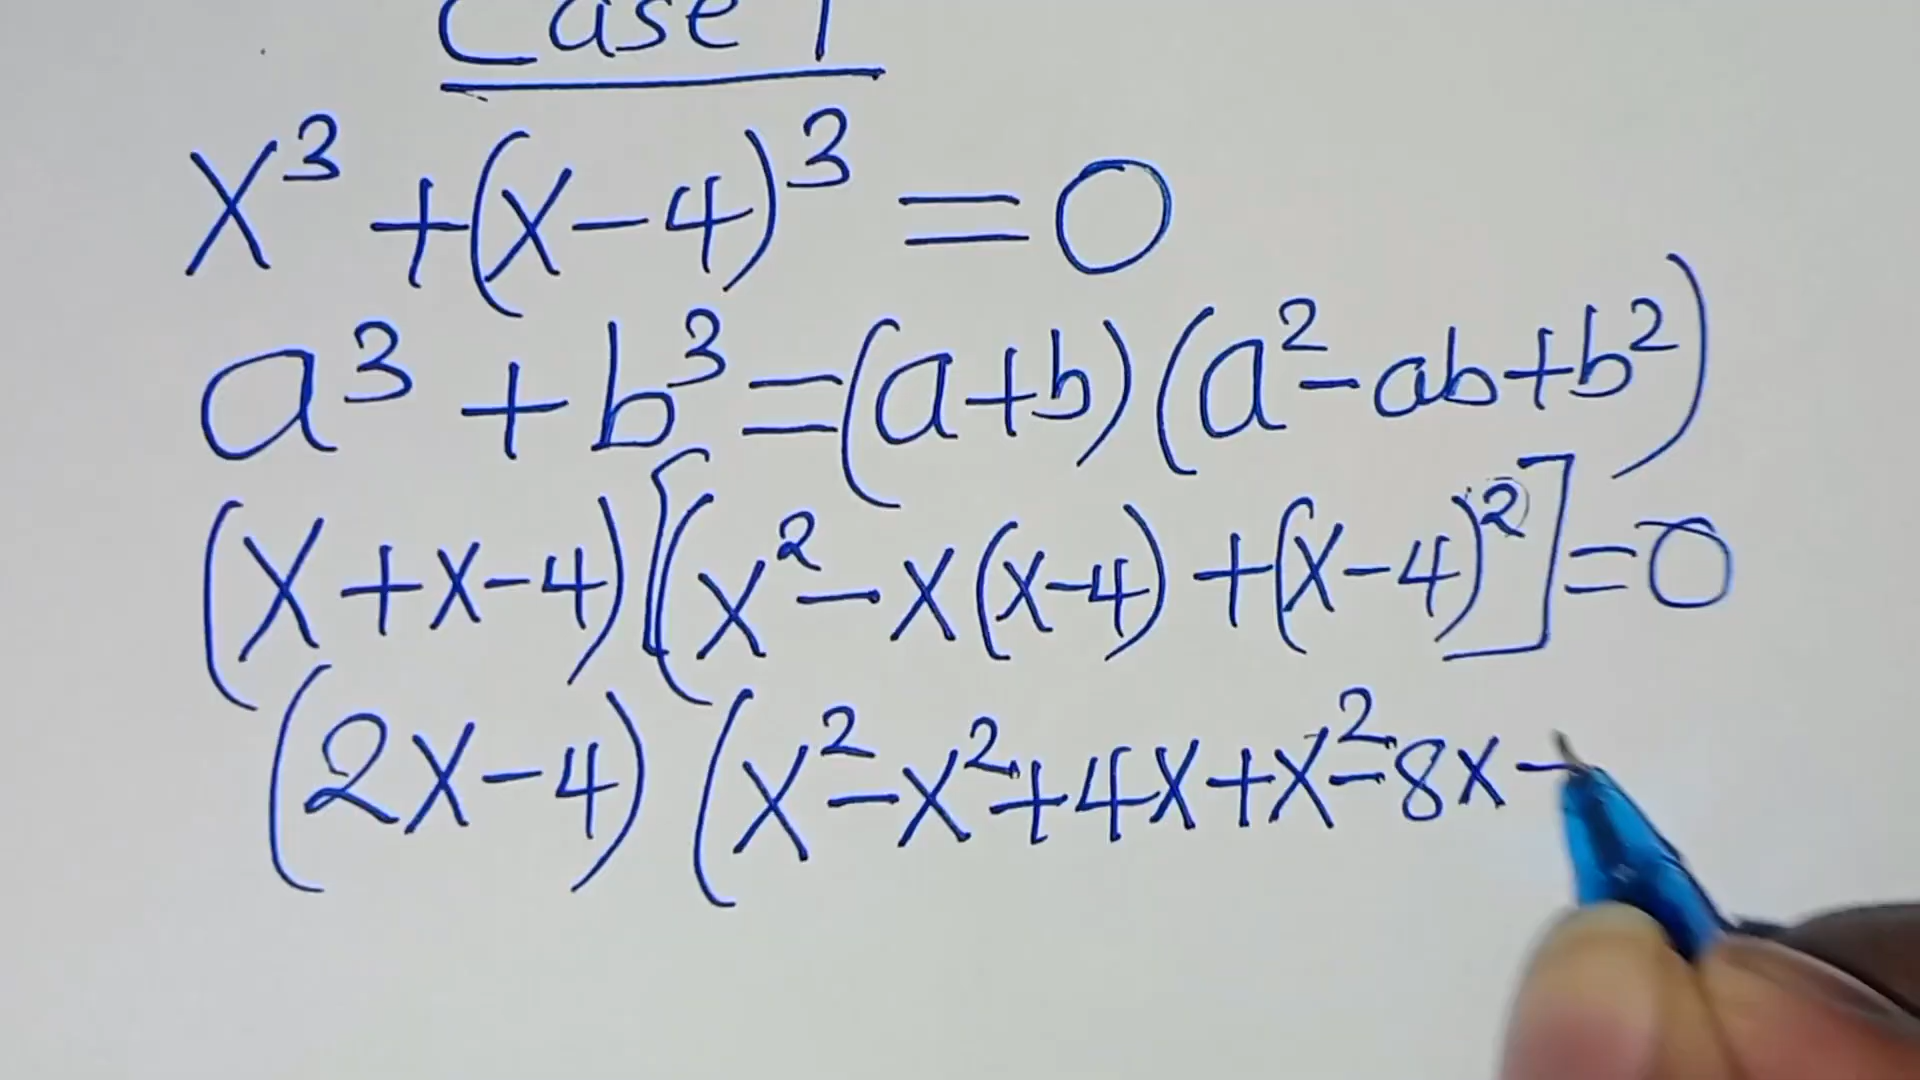 Case 1
x³ + (x - 4)³ = 0
a³ + b³ = (a + b)(a² - ab + b²)
(x + x - 4)[(x² - x(x - 4) + (x - 4)²] = 0
(2x - 4)(x² - x² + 4x + x² - 8x -